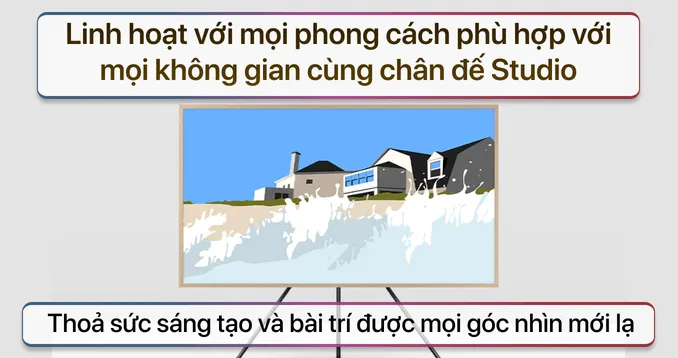 Linh hoạt với mọi phong cách phù hợp với
mọi không gian cùng chân đế Studio
Thoả sức sáng tạo và bài trí được mọi góc nhìn mới lạ